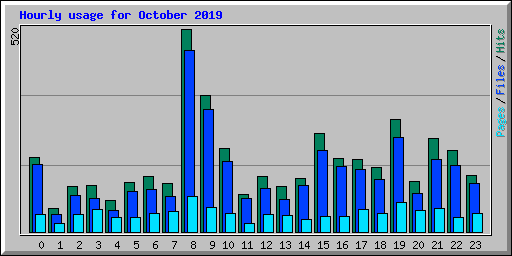 Hourly usage for October 2019
520
Pages/Files/Hits
0 1 2 3 4 5 6 7 8 9 10 11 12 13 14 15 16 17 18 19 20 21 22 23